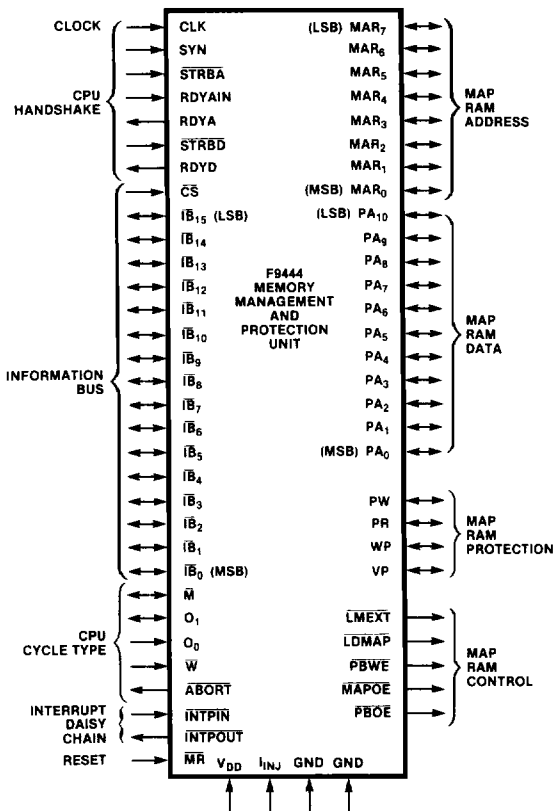 CLOCK
CPU
HANDSHAKE
INFORMATION
BUS
CPU
CYCLE TYPE
INTERRUPT
DAISY
CHAIN
RESET
CLK
SYN
STRBA
RDYAIN
RDYA
STRBD
RDYD
CS
IB15 (LSB)
IB14
IB13
IB12
IB11
IB10
IB9
IB8
IB7
IB6
IB5
IB4
IB3
IB2
IB1
IB0 (MSB)
M
O1
O0
W
ABORT
INTPIN
INTPOUT
MR
F9444
MEMORY
MANAGEMENT
AND
PROTECTION
UNIT
(LSB) MAR7
MAR6
MAR5
MAR4
MAR3
MAR2
MAR1
(MSB) MAR0
(LSB) PA10
PA9
PA8
PA7
PA6
PA5
PA4
PA3
PA2
PA1
(MSB) PA0
PW
PR
WP
VP
LMEXT
LDMAP
PBWE
MAPOE
PBOE
MAP
RAM
ADDRESS
MAP
RAM
DATA
MAP
RAM
PROTECTION
MAP
RAM
CONTROL
VDD IINJ GND GND